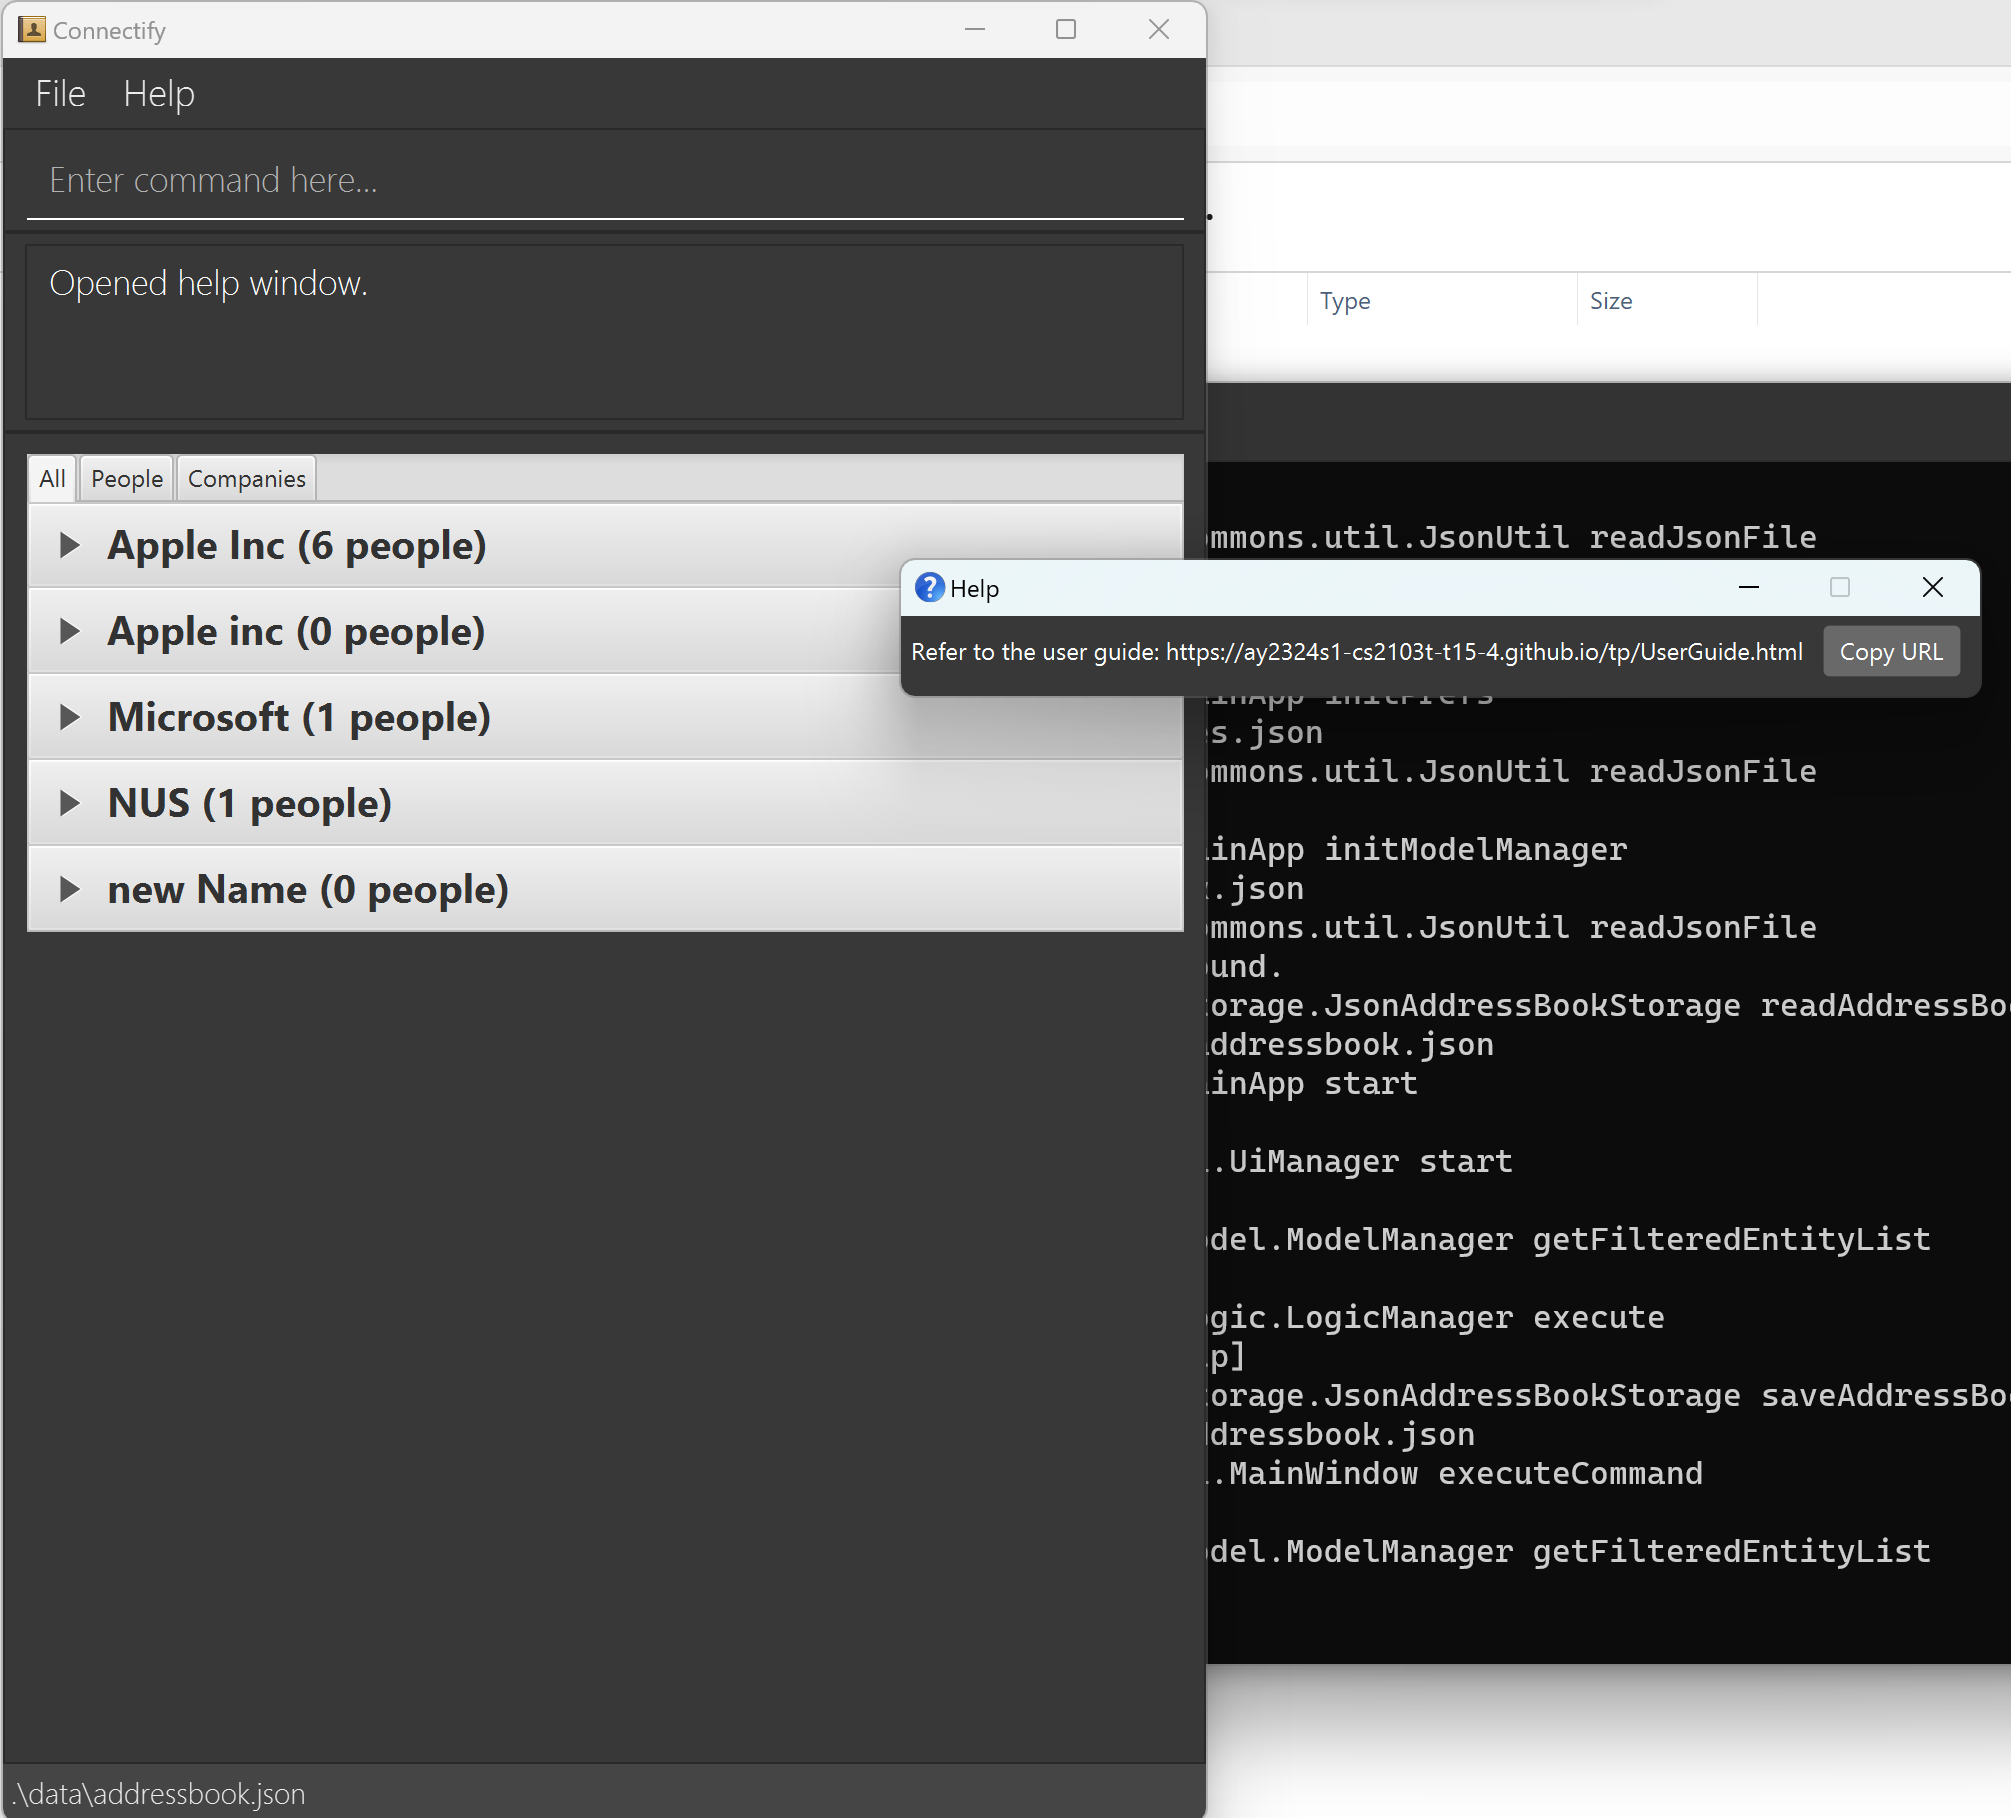 Connectify
File Help
Enter command here...
Opened help window.
All People Companies
Apple Inc (6 people)
Apple inc (0 people)
Microsoft (1 people)
NUS (1 people)
new Name (0 people)
.\data\addressbook.json
Type Size
mmons.util.JsonUtil readJsonFile
Help
Refer to the user guide: https://ay2324s1-cs2103t-t15-4.github.io/tp/UserGuide.html Copy URL
inApp initPrefs
s.json
mmons.util.JsonUtil readJsonFile
inApp initModelManager
.json
mmons.util.JsonUtil readJsonFile
und.
orage.JsonAddressBookStorage readAddressBo
ddressbook.json
inApp start
.UiManager start
del.ModelManager getFilteredEntityList
gic.LogicManager execute
p]
orage.JsonAddressBookStorage saveAddressBo
dressbook.json
.MainWindow executeCommand
del.ModelManager getFilteredEntityList